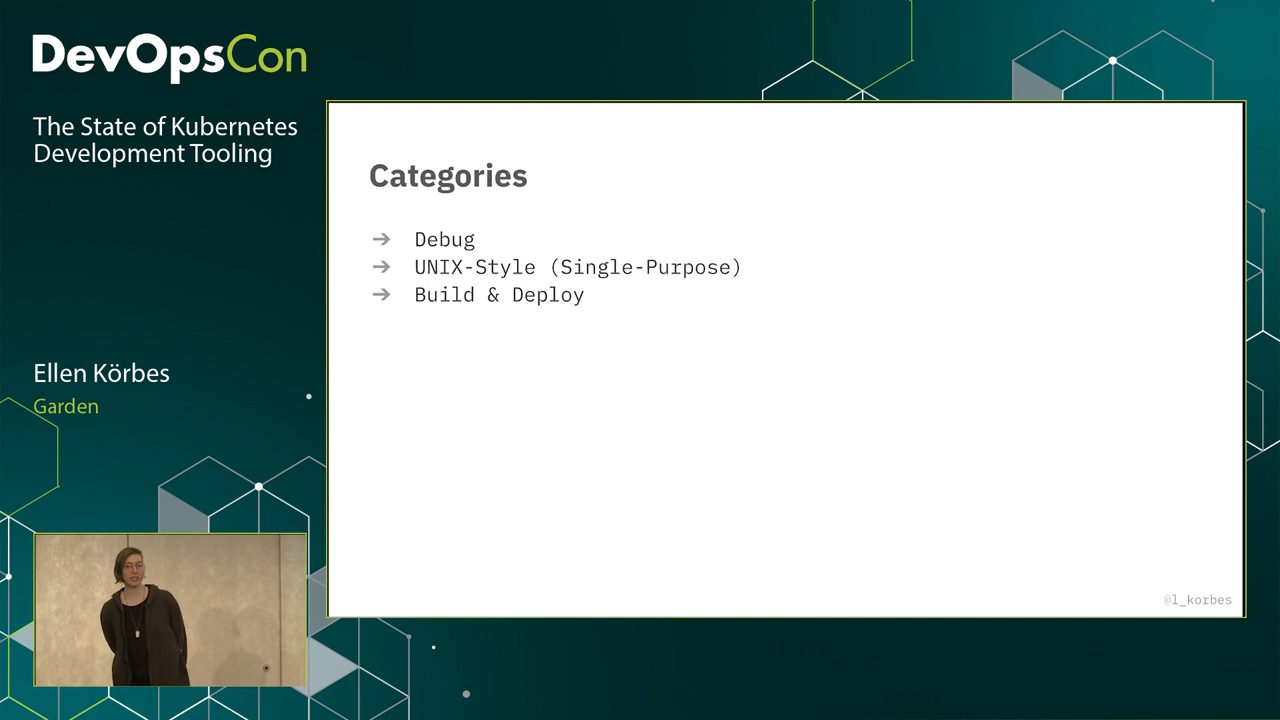 DevOpsCon
The State of Kubernetes
Development Tooling
Ellen Körbes
Garden
Categories
➔ Debug
➔ UNIX-Style (Single-Purpose)
➔ Build & Deploy
@l_korbes